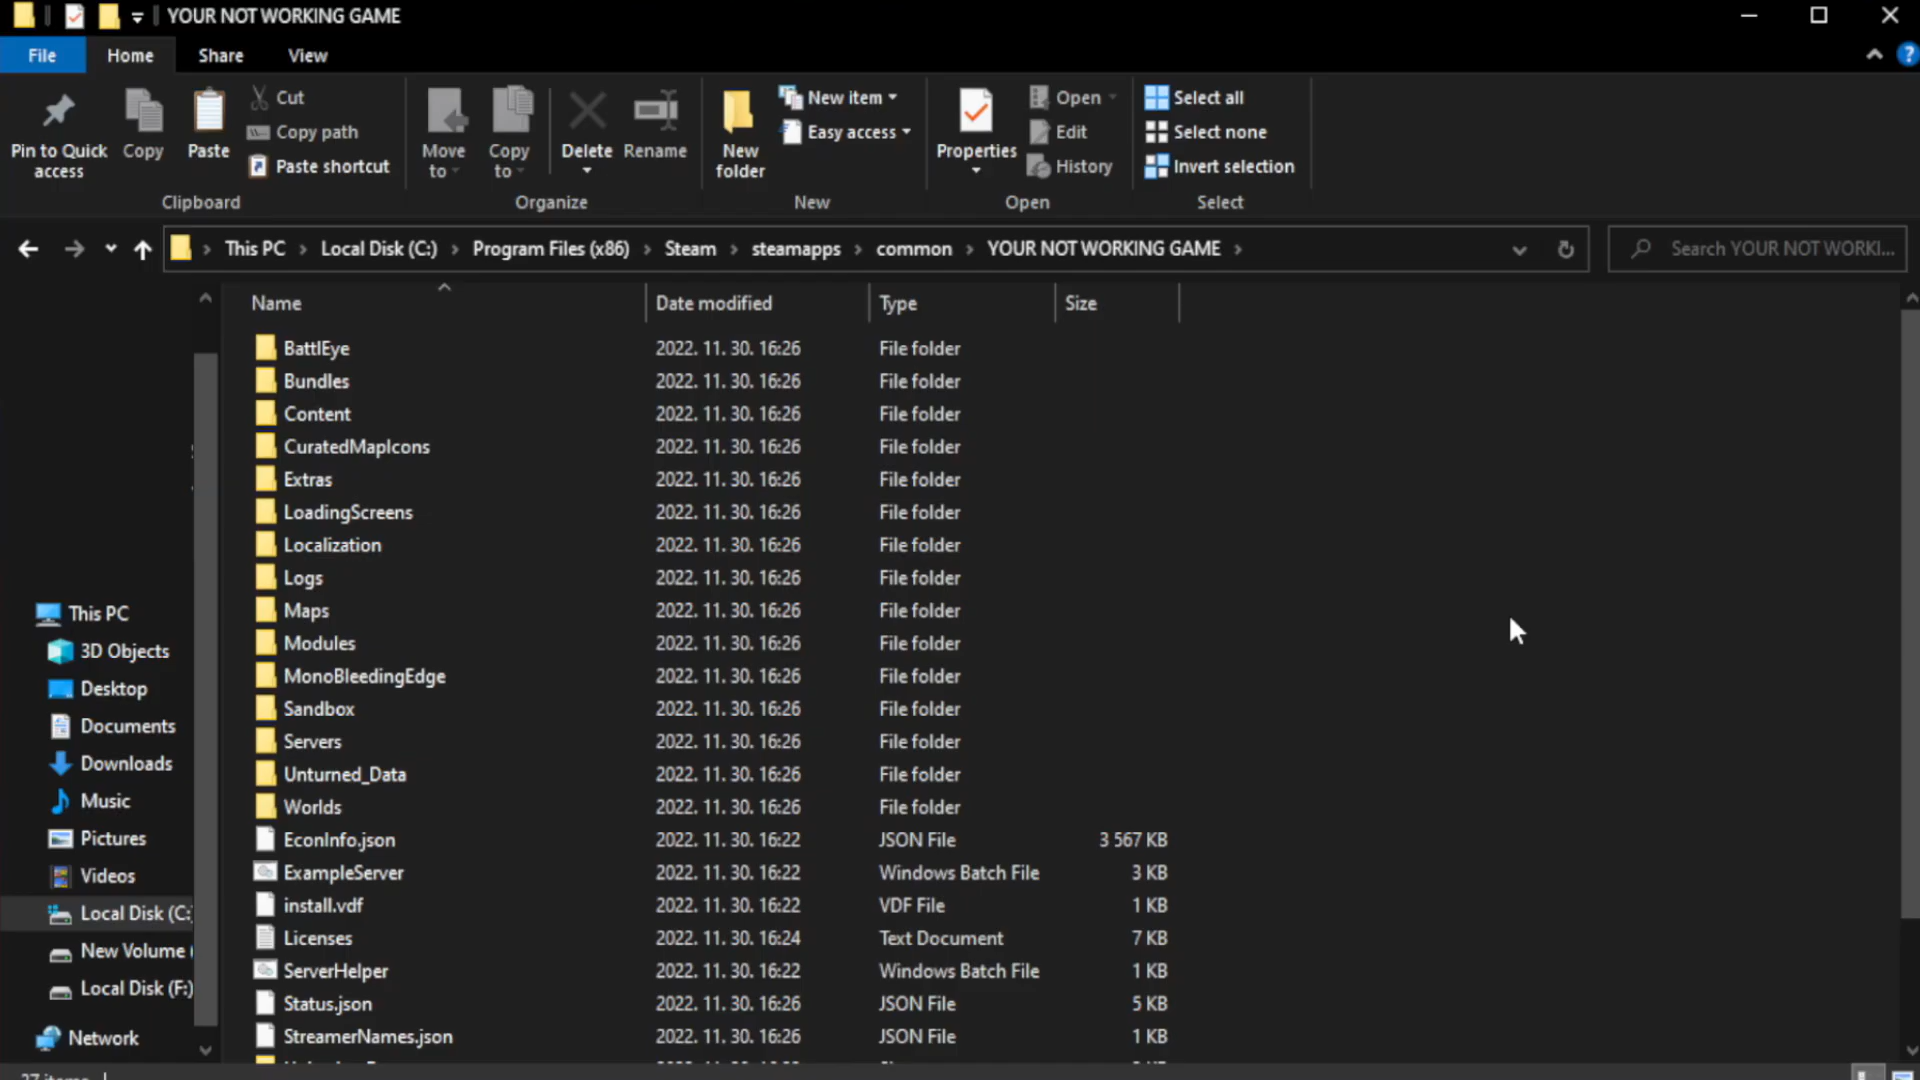 YOUR NOT WORKING GAME
File Home Share View
Pin to Quick access
Copy
Paste
Cut
Copy path
Paste shortcut
Clipboard
Move to
Copy to
Delete
Rename
Organize
New folder
New item
Easy access
New
Properties
Open
Edit
History
Open
Select all
Select none
Invert selection
Select
This PC Local Disk (C:) Program Files (x86) Steam steamapps common YOUR NOT WORKING GAME
Search YOUR NOT WORKI...
Name Date modified Type Size
BattlEye 2022. 11. 30. 16:26 File folder
Bundles 2022. 11. 30. 16:26 File folder
Content 2022. 11. 30. 16:26 File folder
CuratedMapIcons 2022. 11. 30. 16:26 File folder
Extras 2022. 11. 30. 16:26 File folder
LoadingScreens 2022. 11. 30. 16:26 File folder
Localization 2022. 11. 30. 16:26 File folder
Logs 2022. 11. 30. 16:26 File folder
Maps 2022. 11. 30. 16:26 File folder
Modules 2022. 11. 30. 16:26 File folder
MonoBleedingEdge 2022. 11. 30. 16:26 File folder
Sandbox 2022. 11. 30. 16:26 File folder
Servers 2022. 11. 30. 16:26 File folder
Unturned_Data 2022. 11. 30. 16:26 File folder
Worlds 2022. 11. 30. 16:26 File folder
EconInfo.json 2022. 11. 30. 16:22 JSON File 3 567 KB
ExampleServer 2022. 11. 30. 16:22 Windows Batch File 3 KB
install.vdf 2022. 11. 30. 16:22 VDF File 1 KB
Licenses 2022. 11. 30. 16:24 Text Document 7 KB
ServerHelper 2022. 11. 30. 16:22 Windows Batch File 1 KB
Status.json 2022. 11. 30. 16:26 JSON File 5 KB
StreamerNames.json 2022. 11. 30. 16:26 JSON File 1 KB
This PC
3D Objects
Desktop
Documents
Downloads
Music
Pictures
Videos
Local Disk (C:
New Volume (
Local Disk (F:)
Network